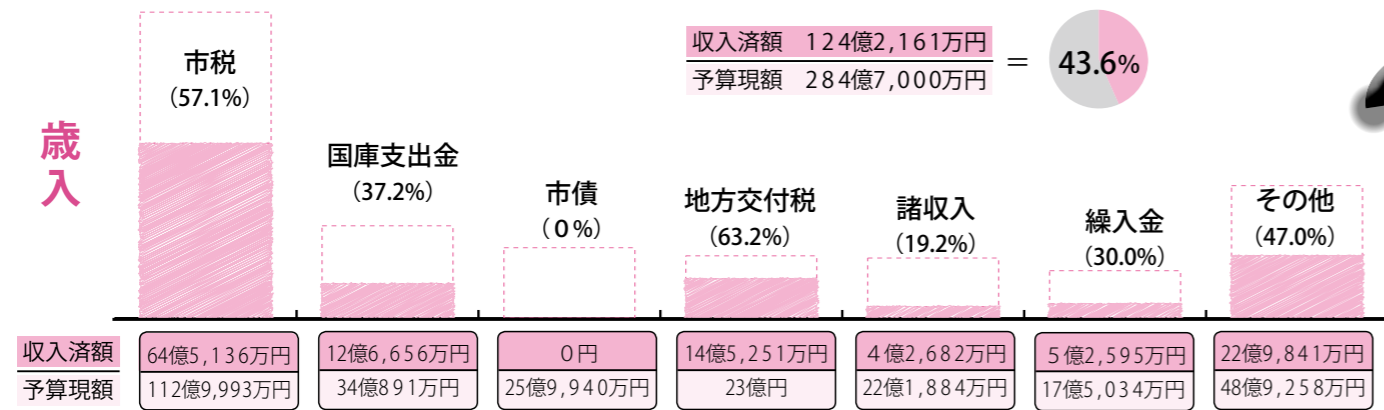 歳入
収入済額 124億2,161万円
予算現額 284億7,000万円
=
43.6%
市税
(57.1%)
国庫支出金
(37.2%)
市債
(0%)
地方交付税
(63.2%)
諸収入
(19.2%)
繰入金
(30.0%)
その他
(47.0%)
収入済額 64億5,136万円 12億6,656万円 0円 14億5,251万円 4億2,682万円 5億2,595万円 22億9,841万円
予算現額 112億9,993万円 34億891万円 25億9,940万円 23億円 22億1,884万円 17億5,034万円 48億9,258万円